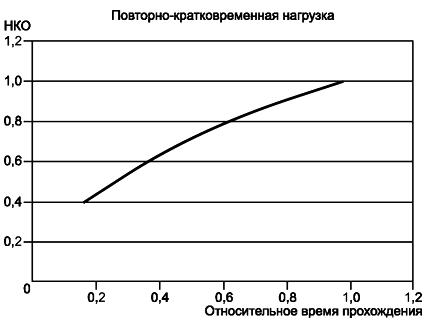 Повторно-кратковременная нагрузка
НКО
1,2
1,0
0,8
0,6
0,4
0,2
0
0,2 0,4 0,6 0,8 1,0 1,2
Относительное время прохождения